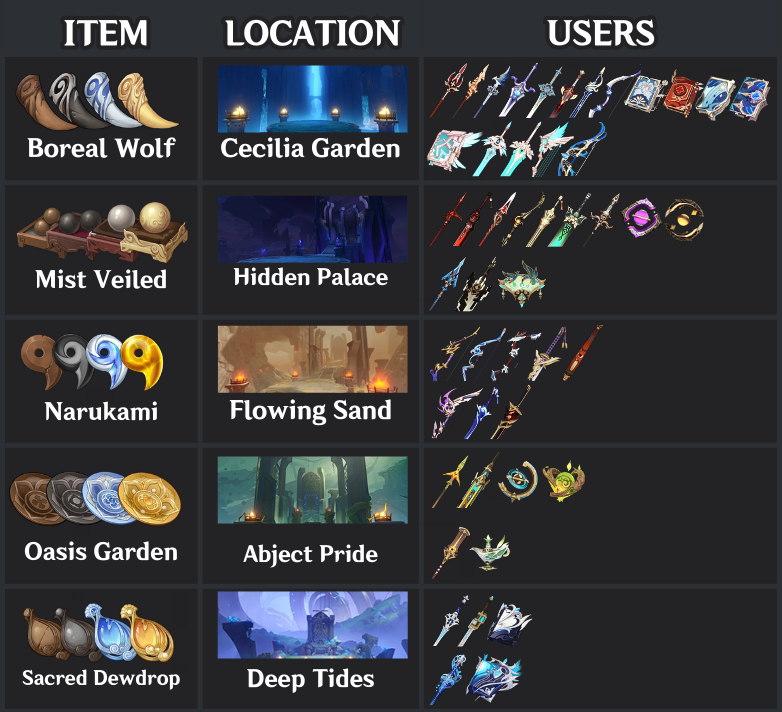 ITEM LOCATION USERS
Boreal Wolf Cecilia Garden
Mist Veiled Hidden Palace
Narukami Flowing Sand
Oasis Garden Abject Pride
Sacred Dewdrop Deep Tides